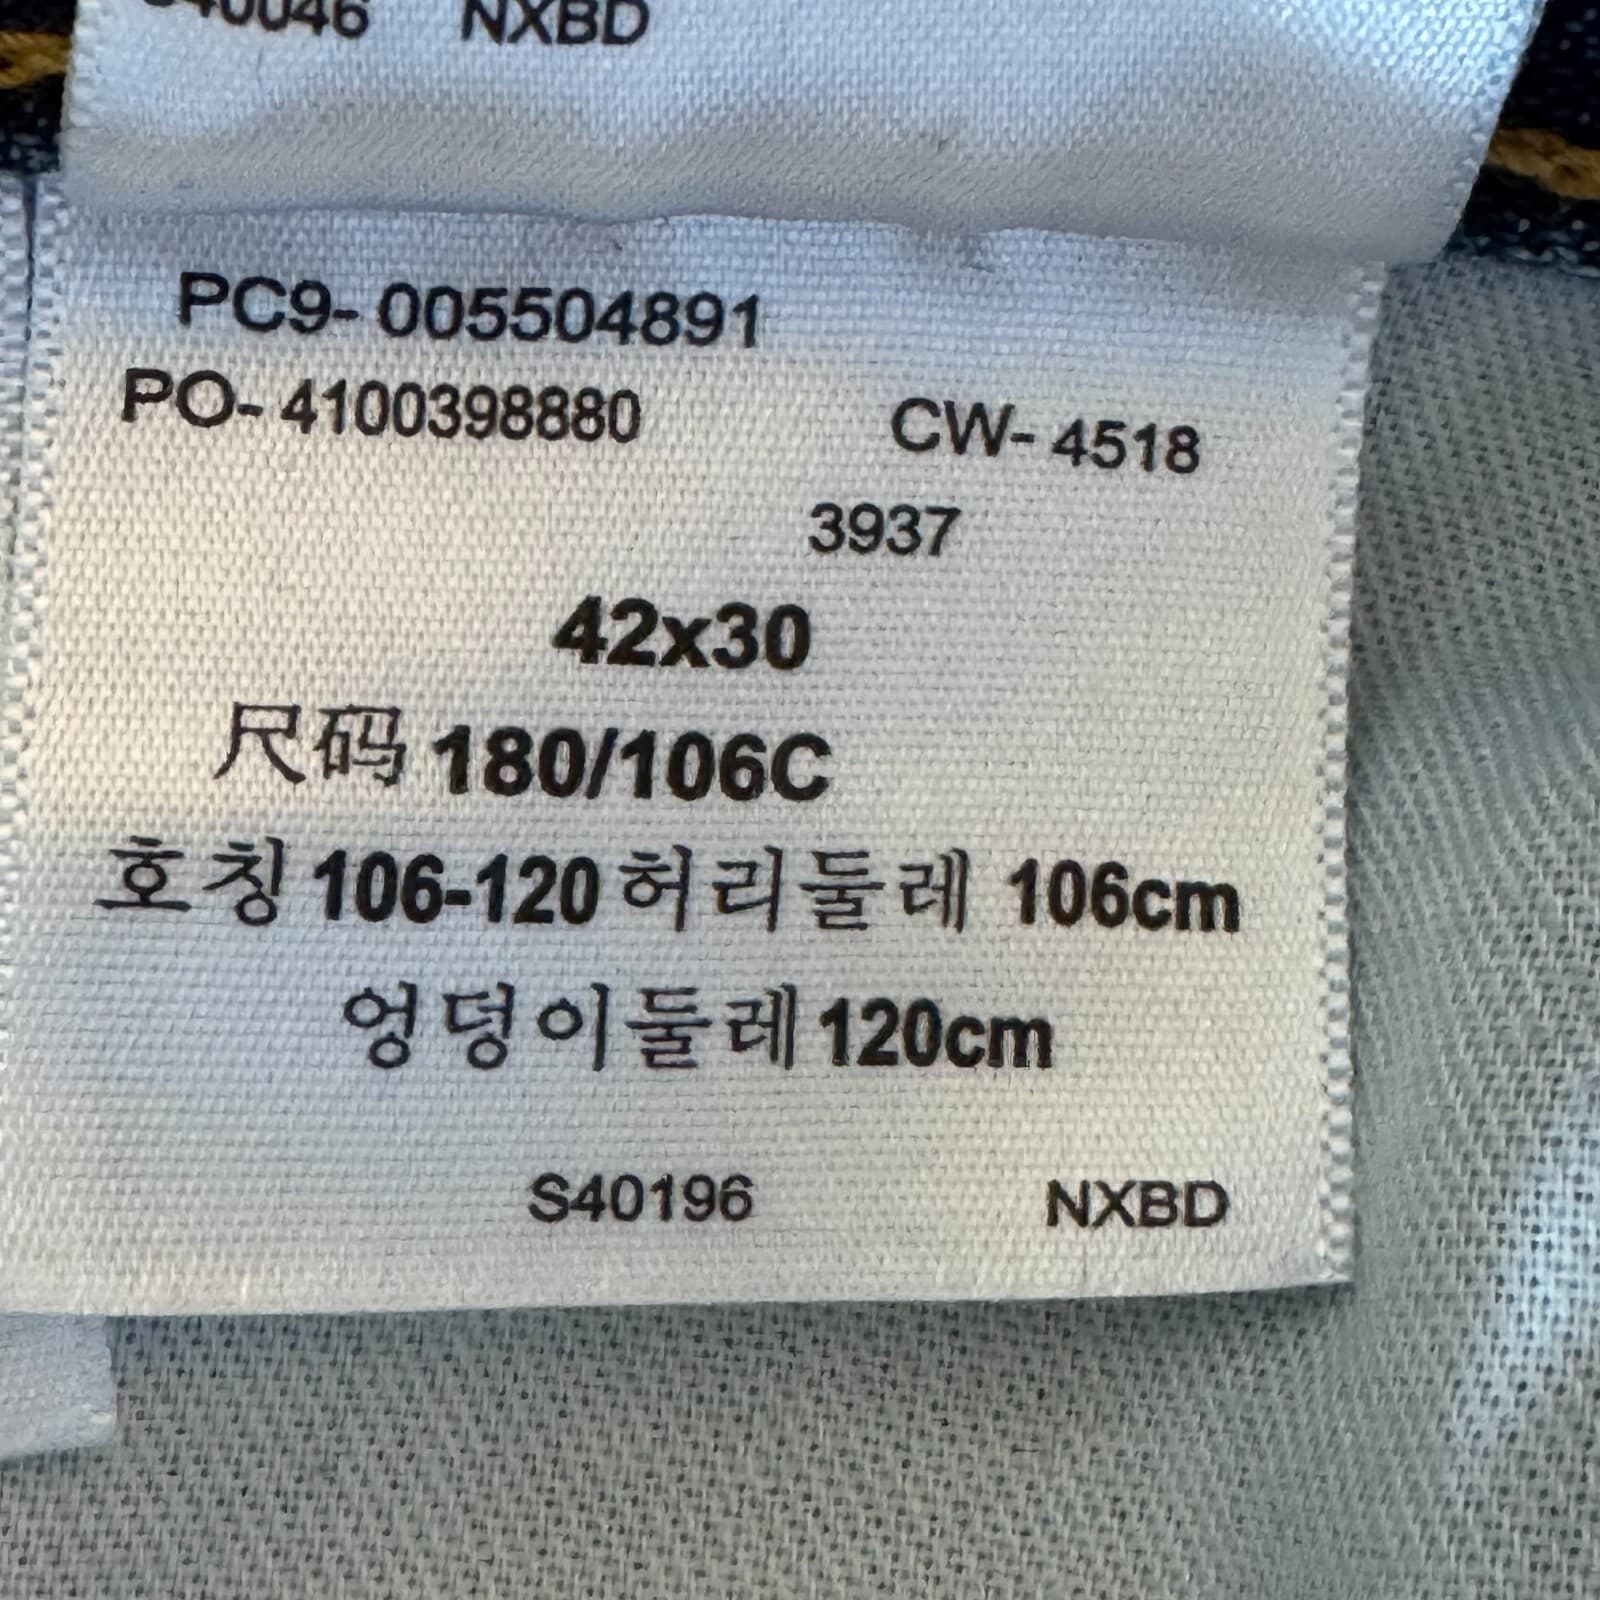 NXBD
PC9- 005504891
PO- 4100398880 CW- 4518
3937
42x30
尺码 180/106C
호칭 106-120 허리둘레 106cm
엉덩이둘레 120cm
S40196 NXBD